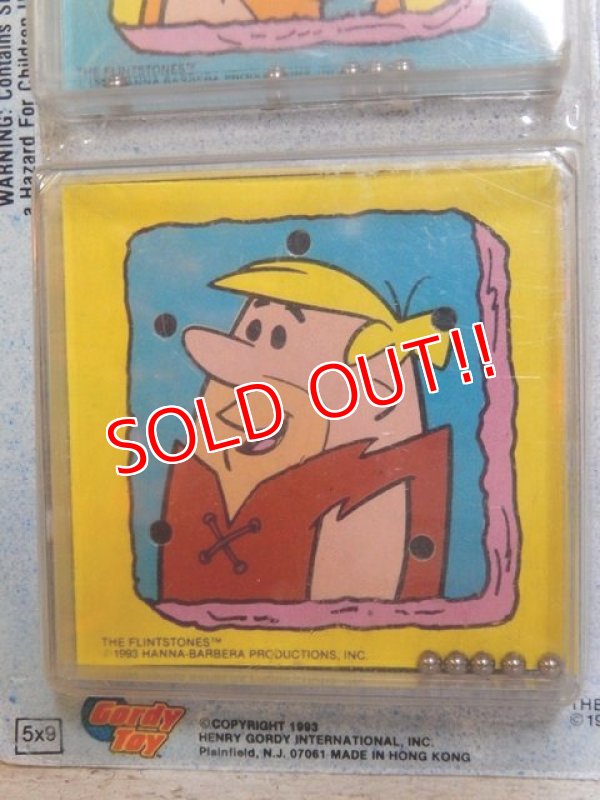 WARNING: Contains
a Hazard For Children
THE FLINTSTONES
SOLD OUT!!
THE FLINTSTONES™
© 1993 HANNA-BARBERA PRODUCTIONS, INC.
Gordy
Toy
5x9
©COPYRIGHT 1993
HENRY GORDY INTERNATIONAL, INC.
Plainfield, N.J. 07061 MADE IN HONG KONG
THE
©19